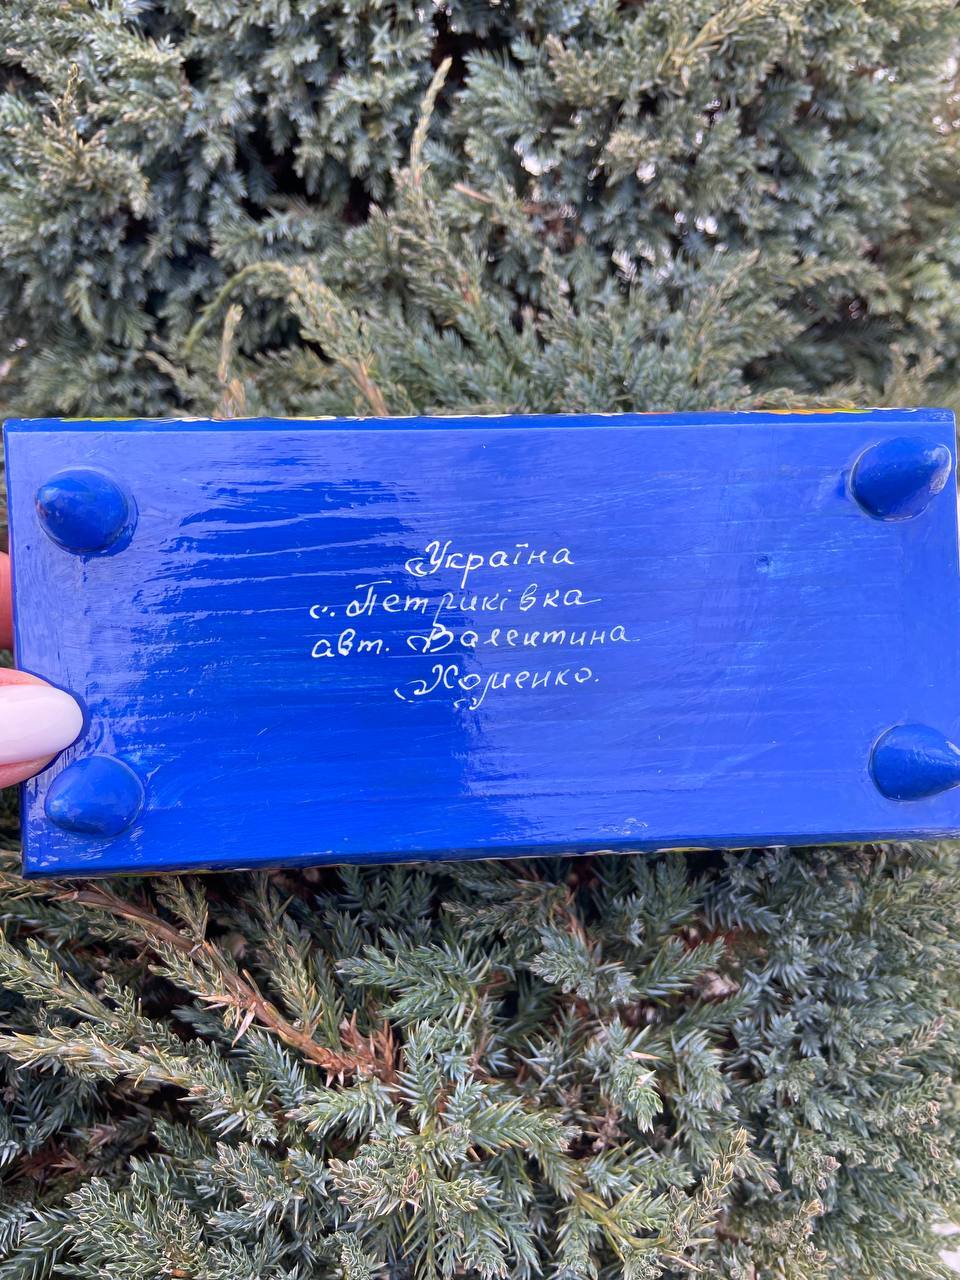 Україна
с. Петриківка
авт. Валентина
Хоменко.